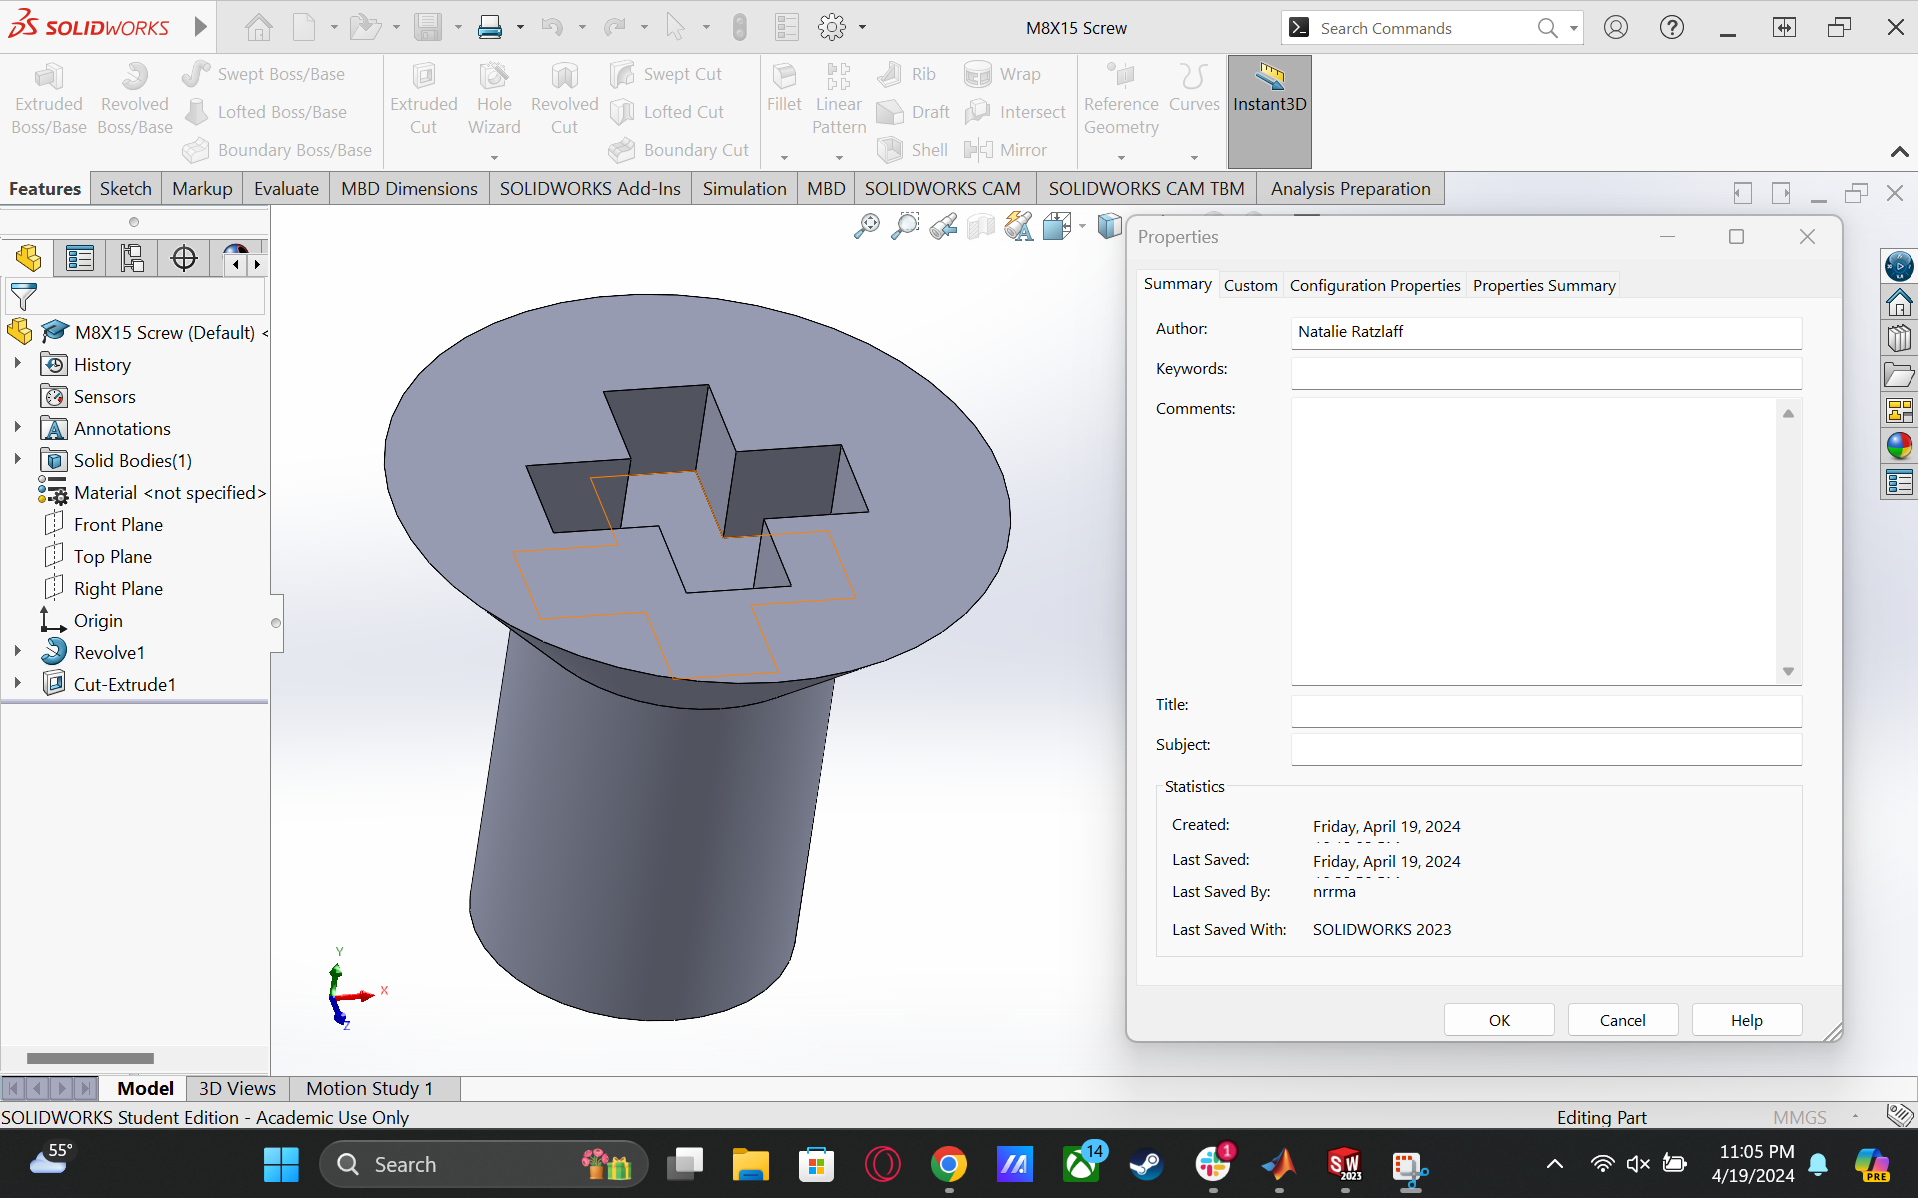 SOLIDWORKS
M8X15 Screw
Search Commands
Extruded Boss/Base
Revolved Boss/Base
Swept Boss/Base
Lofted Boss/Base
Boundary Boss/Base
Extruded Cut
Hole Wizard
Revolved Cut
Swept Cut
Lofted Cut
Boundary Cut
Fillet
Linear Pattern
Rib
Draft
Shell
Wrap
Intersect
Mirror
Reference Geometry
Curves
Instant3D
Features
Sketch
Markup
Evaluate
MBD Dimensions
SOLIDWORKS Add-Ins
Simulation
MBD
SOLIDWORKS CAM
SOLIDWORKS CAM TBM
Analysis Preparation
M8X15 Screw (Default) <
History
Sensors
Annotations
Solid Bodies(1)
Material <not specified>
Front Plane
Top Plane
Right Plane
Origin
Revolve1
Cut-Extrude1
Y
X
Z
Properties
Summary
Custom
Configuration Properties
Properties Summary
Author:
Natalie Ratzlaff
Keywords:
Comments:
Title:
Subject:
Statistics
Created:
Friday, April 19, 2024
Last Saved:
Friday, April 19, 2024
Last Saved By:
nrrma
Last Saved With:
SOLIDWORKS 2023
OK
Cancel
Help
Model
3D Views
Motion Study 1
SOLIDWORKS Student Edition - Academic Use Only
Editing Part
MMGS
55°
Search
14
1
SW
2023
11:05 PM
4/19/2024
PRE